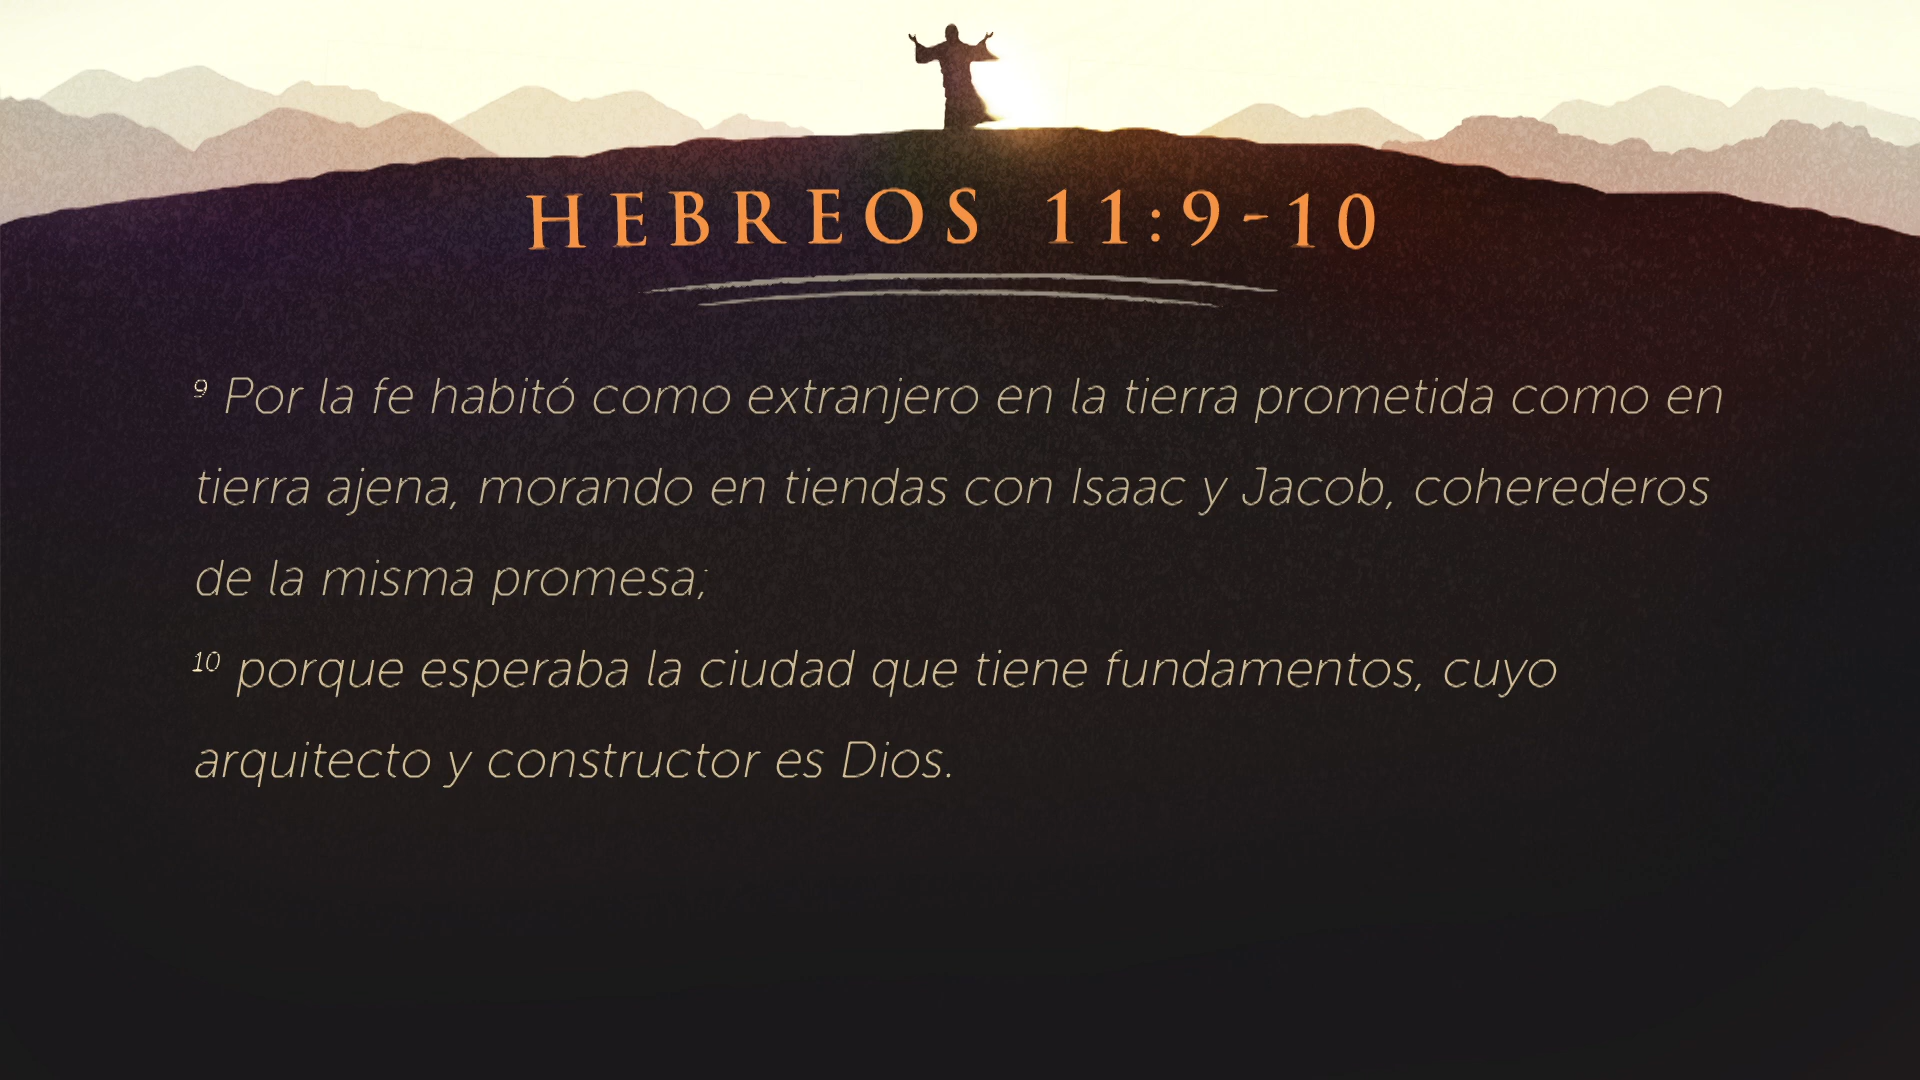 HEBREOS 11:9-10
⁹ Por la fe habitó como extranjero en la tierra prometida como en
tierra ajena, morando en tiendas con Isaac y Jacob, coherederos
de la misma promesa;
¹⁰ porque esperaba la ciudad que tiene fundamentos, cuyo
arquitecto y constructor es Dios.